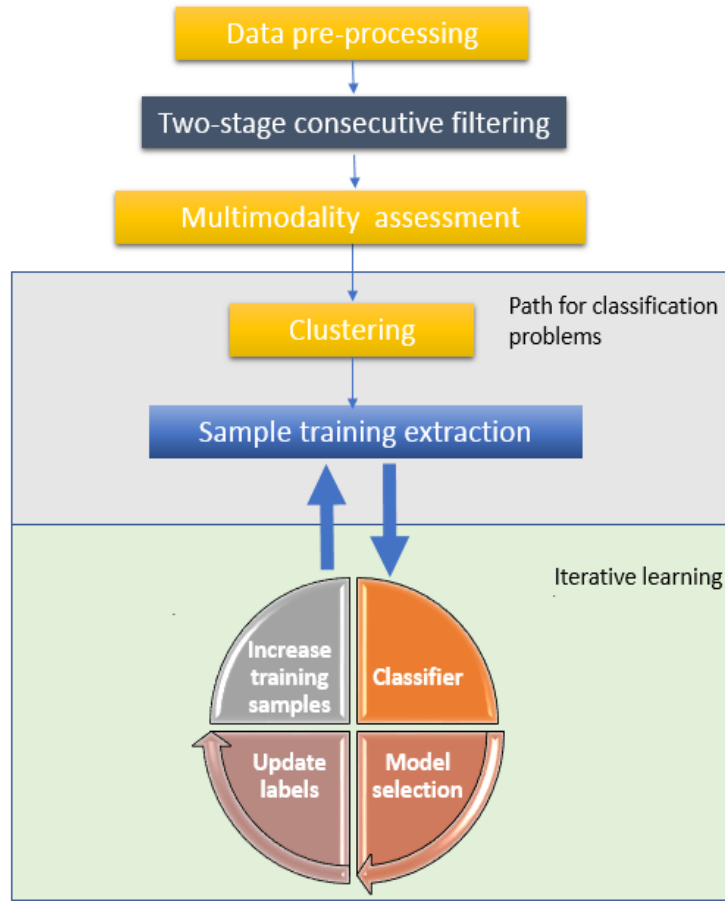 Data pre-processing
Two-stage consecutive filtering
Multimodality assessment
Clustering
Path for classification
problems
Sample training extraction
Iterative learning
Increase
training
samples
Classifier
Update
labels
Model
selection